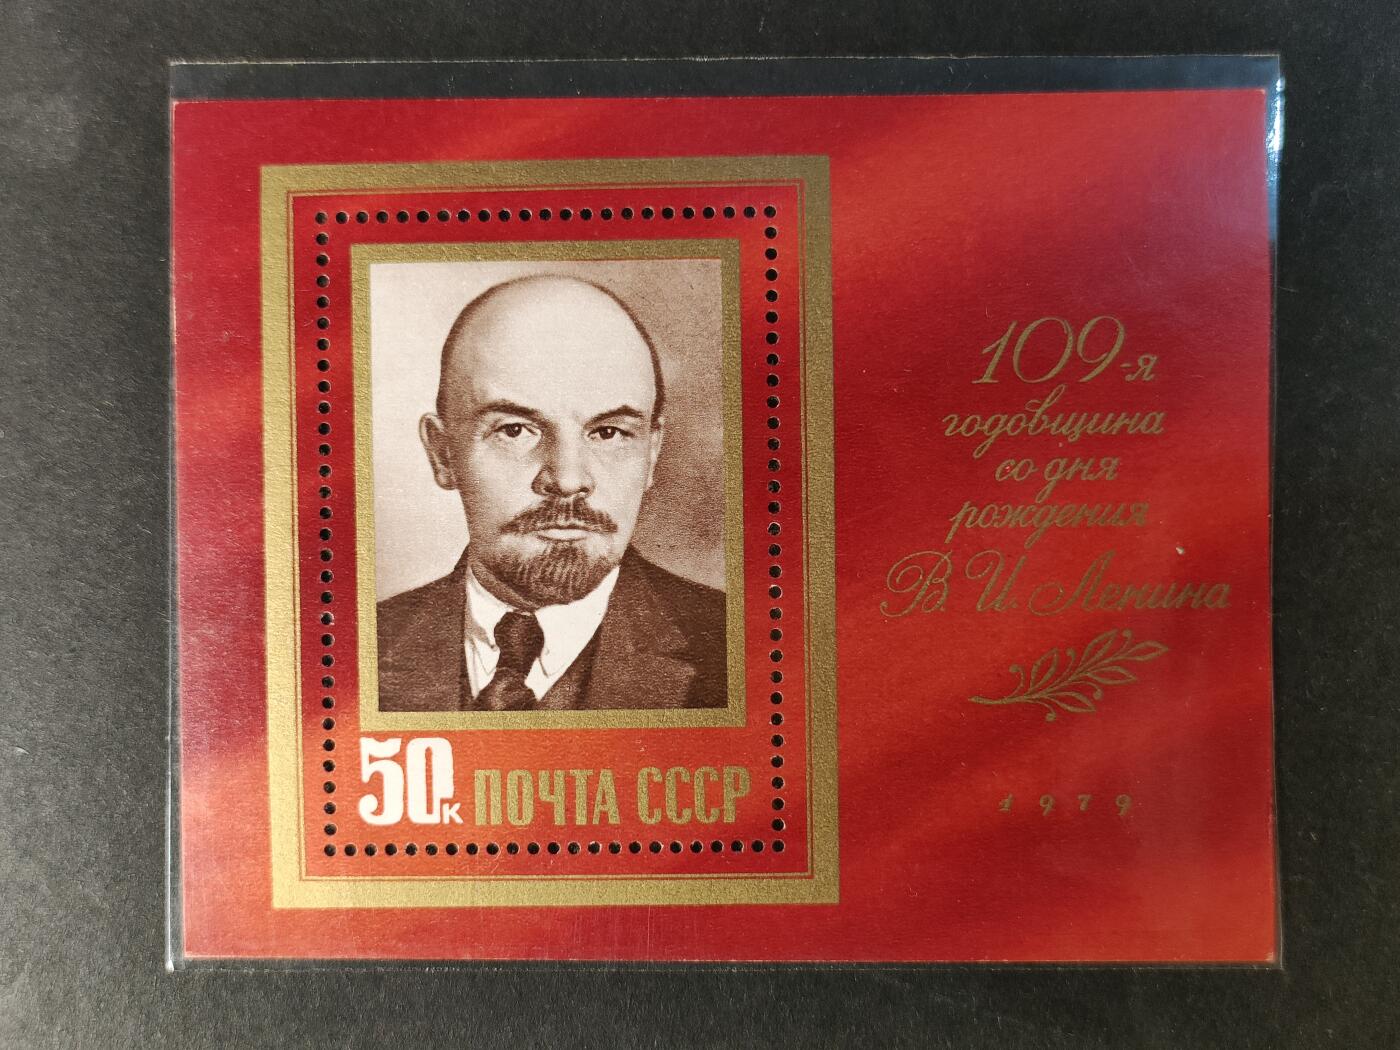 50к ПОЧТА СССР
109-я
годовщина
со дня
рождения
В. И. Ленина
1979